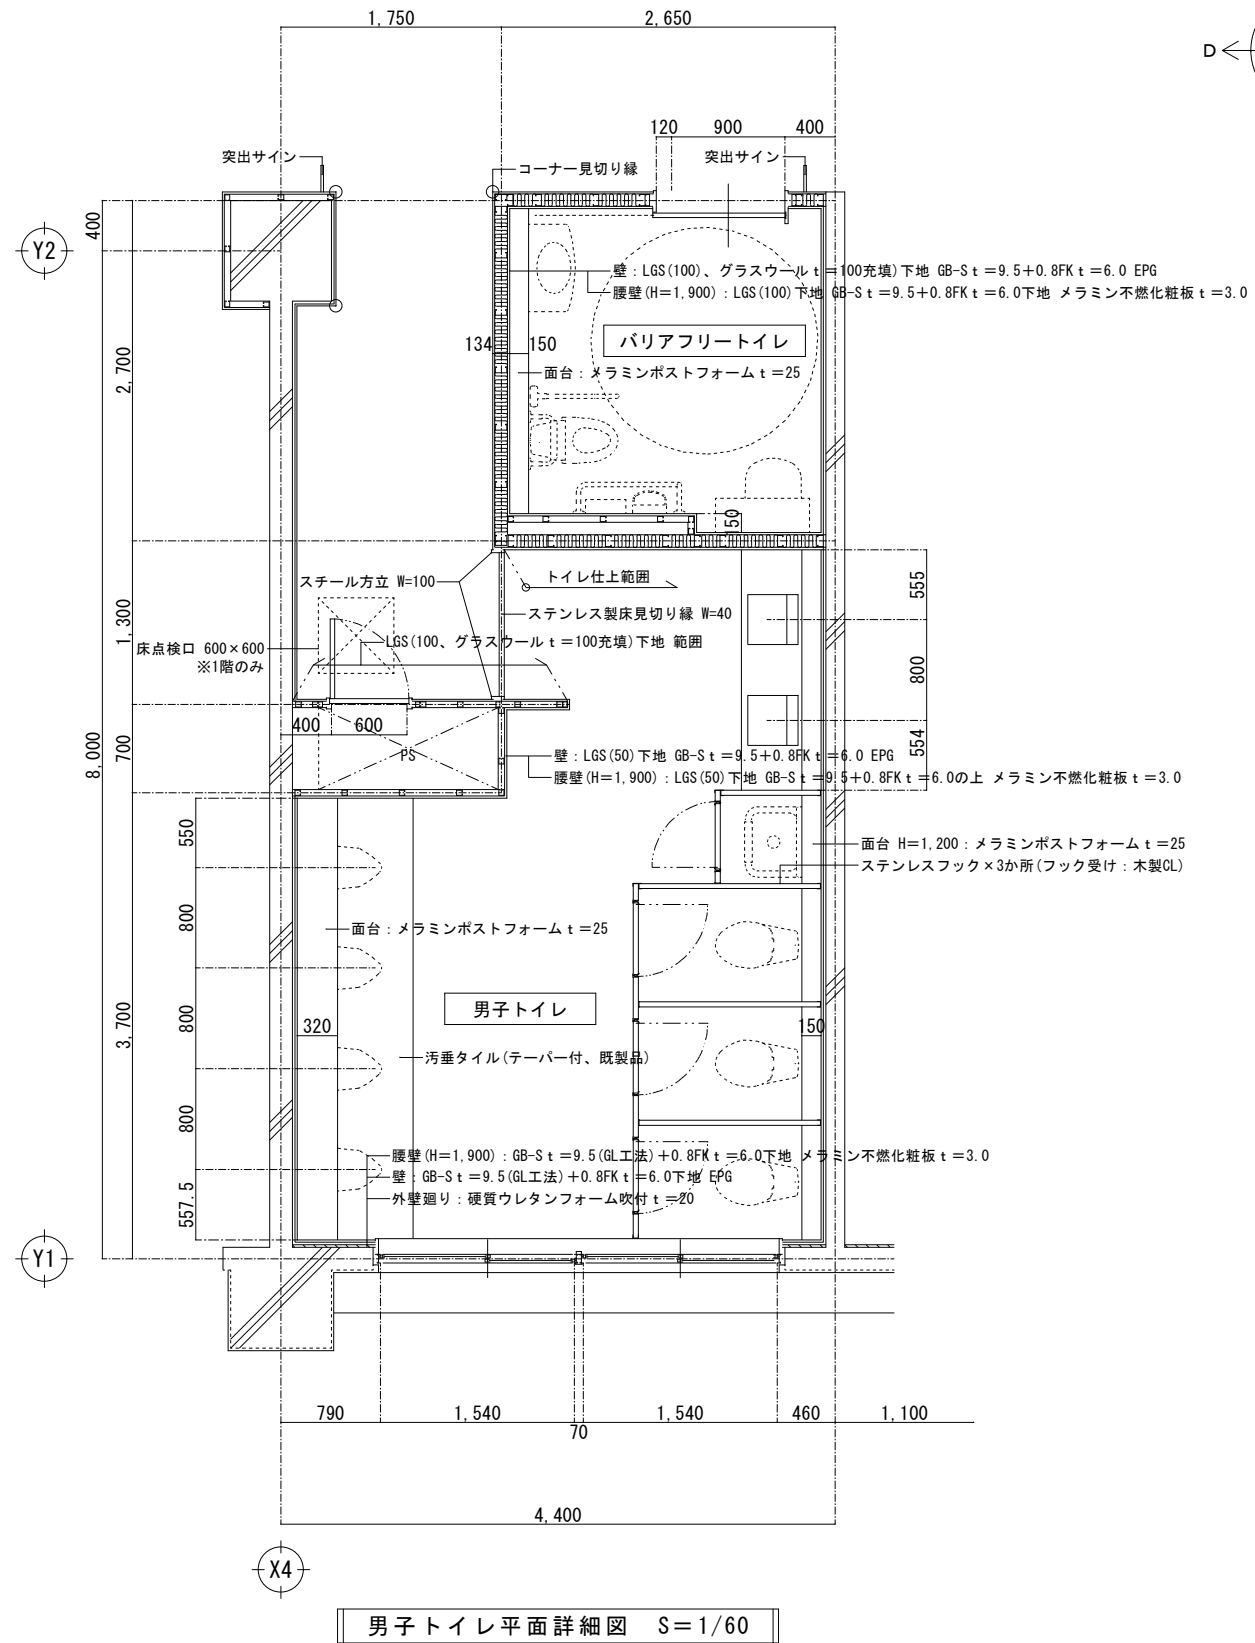 1,750
2,650
D
120
900
400
突出サイン
コーナー見切り縁
突出サイン
400
Y2
壁：LGS(100)、グラスウールｔ＝100充填)下地 GB-Sｔ＝9.5＋0.8FKｔ＝6.0 EPG
腰壁(H＝1,900)：LGS(100)下地 GB-Sｔ＝9.5＋0.8FKｔ＝6.0下地 メラミン不燃化粧板ｔ＝3.0
バリアフリートイレ
134
150
2,700
面台：メラミンポストフォームｔ＝25
150
スチール方立 W=100
トイレ仕上範囲
555
ステンレス製床見切り縁 W=40
1,300
床点検口 600×600
※1階のみ
LGS(100、グラスウールｔ＝100充填)下地 範囲
800
400
600
8,000
700
PS
554
壁：LGS(50)下地 GB-Sｔ＝9.5＋0.8FKｔ＝6.0 EPG
腰壁(H＝1,900)：LGS(50)下地 GB-Sｔ＝9.5＋0.8FKｔ＝6.0の上 メラミン不燃化粧板ｔ＝3.0
550
面台 H＝1,200：メラミンポストフォームｔ＝25
ステンレスフック×3か所(フック受け：木製CL)
800
面台：メラミンポストフォームｔ＝25
男子トイレ
3,700
800
320
150
汚垂タイル(テーパー付、既製品)
800
腰壁(H＝1,900)：GB-Sｔ＝9.5(GL工法)＋0.8FKｔ＝6.0下地 メラミン不燃化粧板ｔ＝3.0
壁：GB-Sｔ＝9.5(GL工法)＋0.8FKｔ＝6.0下地 EPG
外壁廻り：硬質ウレタンフォーム吹付ｔ＝20
557.5
Y1
790
1,540
70
1,540
460
1,100
4,400
X4
男子トイレ平面詳細図　S＝1/60